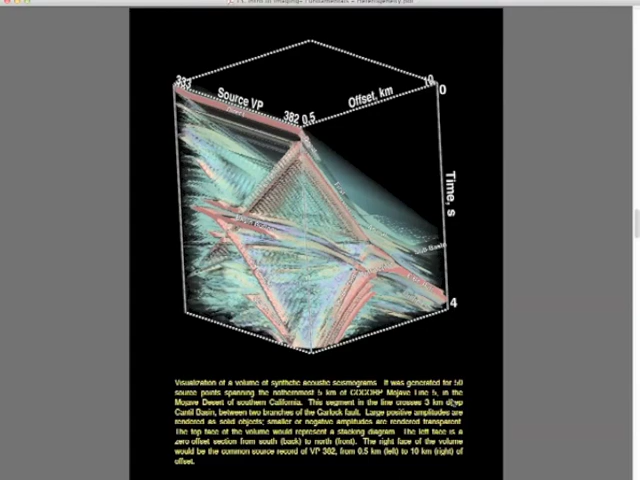 333
Source VP
382 0.5
Offset, km
10
0
Time, s
4
Visualization of a volume of synthetic acoustic seismograms. It was generated for 50
source points spanning the northernmost 5 km of COCORP Mojave Line 5, in the
Mojave Desert of southern California. This segment in the line crosses 3 km deep
Cantil Basin, between two branches of the Garlock fault. Large positive amplitudes are
rendered as solid objects; smaller or negative amplitudes are rendered transparent.
The top face of the volume would represent a stacking diagram. The left face is a
zero offset section from south (back) to north (front). The right face of the volume
would be the common source record of VP 382, from 0.5 km (left) to 10 km (right) of
offset.